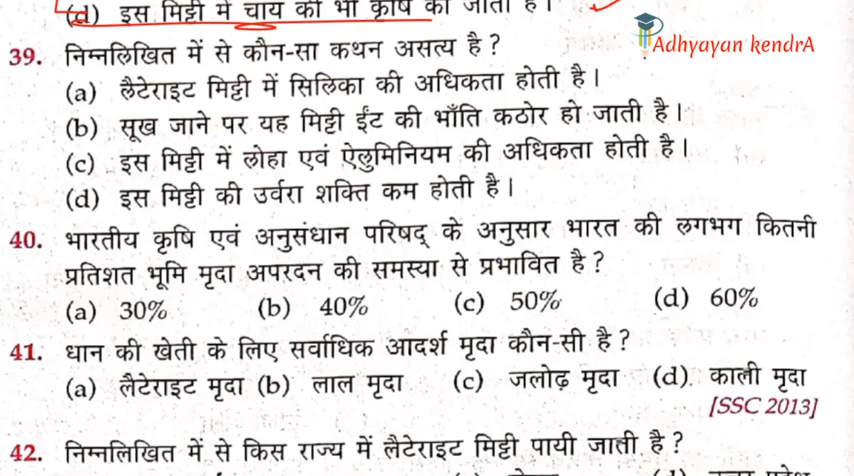 (d) इस मिट्टी में चाय की भी कृषि की जाती है।
Adhyayan kendrA
39. निम्नलिखित में से कौन-सा कथन असत्य है?
(a) लैटेराइट मिट्टी में सिलिका की अधिकता होती है।
(b) सूख जाने पर यह मिट्टी ईंट की भाँति कठोर हो जाती है।
(c) इस मिट्टी में लोहा एवं ऐलुमिनियम की अधिकता होती है।
(d) इस मिट्टी की उर्वरा शक्ति कम होती है।
40. भारतीय कृषि एवं अनुसंधान परिषद् के अनुसार भारत की लगभग कितनी
प्रतिशत भूमि मृदा अपरदन की समस्या से प्रभावित है?
(a) 30% (b) 40% (c) 50% (d) 60%
41. धान की खेती के लिए सर्वाधिक आदर्श मृदा कौन-सी है?
(a) लैटेराइट मृदा (b) लाल मृदा (c) जलोढ़ मृदा (d) काली मृदा
[SSC 2013]
42. निम्नलिखित में से किस राज्य में लैटेराइट मिट्टी पायी जाती है?